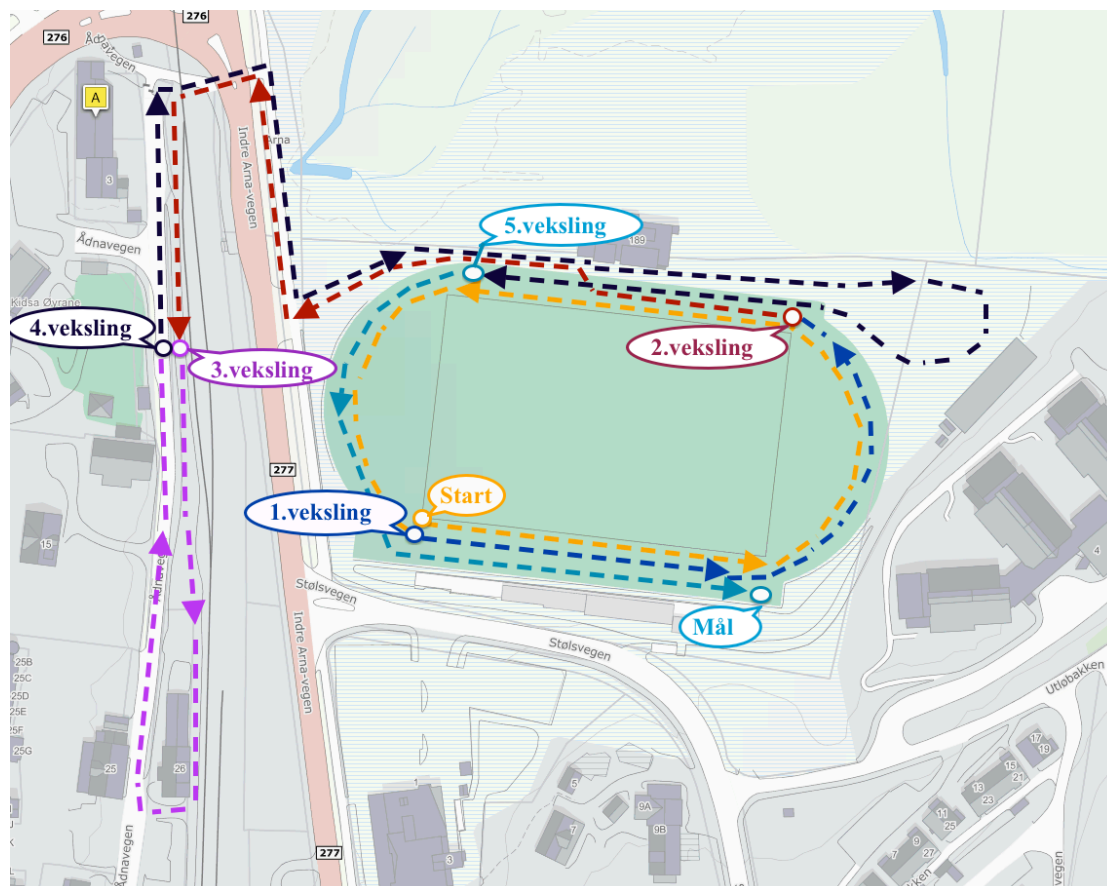 276
276
Ådnavegen
A
3
Indre Arna-vegen
Arna
Ådnavegen
5.veksling
189
Kidsa Øyrane
4.veksling
3.veksling
2.veksling
277
Start
1.veksling
15
Ådnavegen
4
Stølsvegen
Mål
Stølsvegen
Indre Arna-vegen
25B
25C
25D
25E
25F
25G
25
26
Utløbakken
17
19
15
21
13
23
11
25
9
27
7
5
7
9A
9B
277
3
Ådnavegen